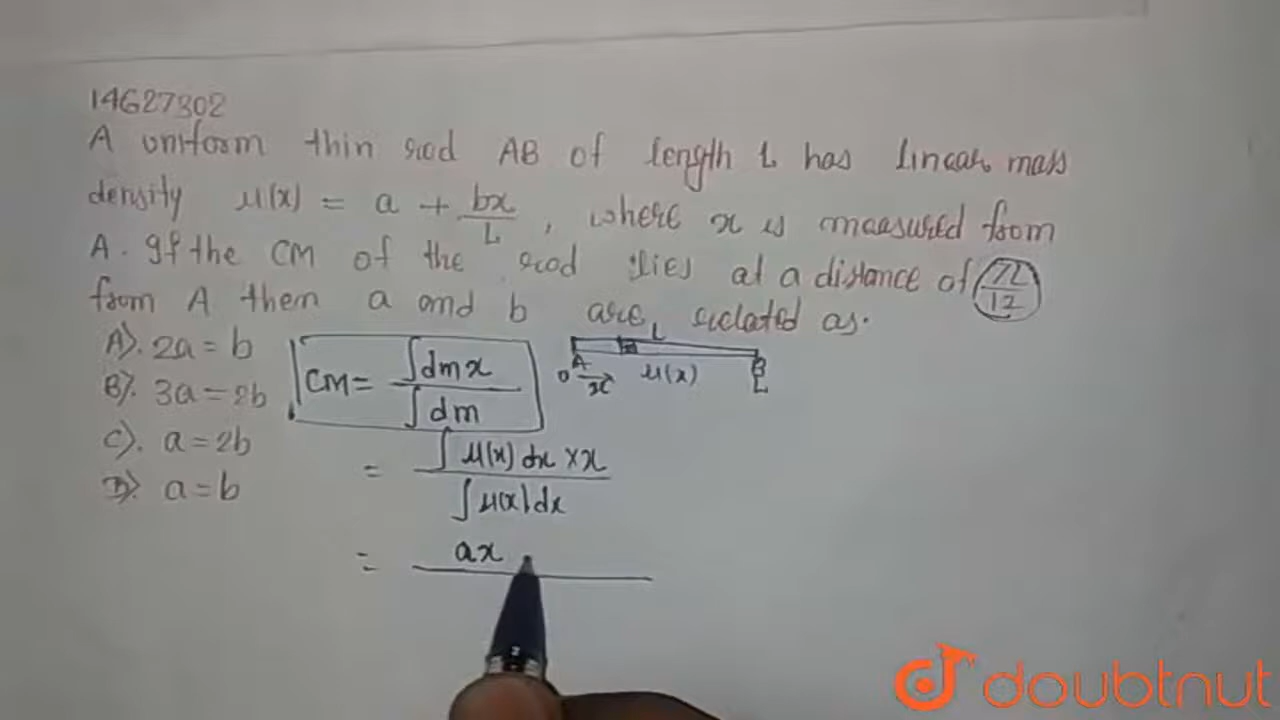 14627302
A uniform thin rod AB of length L has linear mass
density μ(x) = a + bx/L , where x is measured from
A. If the CM of the rod lies at a distance of 7L/12
from A then a and b are related as.
A). 2a = b
B). 3a = 2b
C). a = 2b
D) a = b
CM = ∫dm x / ∫dm
L
A
B
0
x
μ(x)
L
= ∫μ(x) dx × x / ∫μ(x) dx
= ax
doubtnut